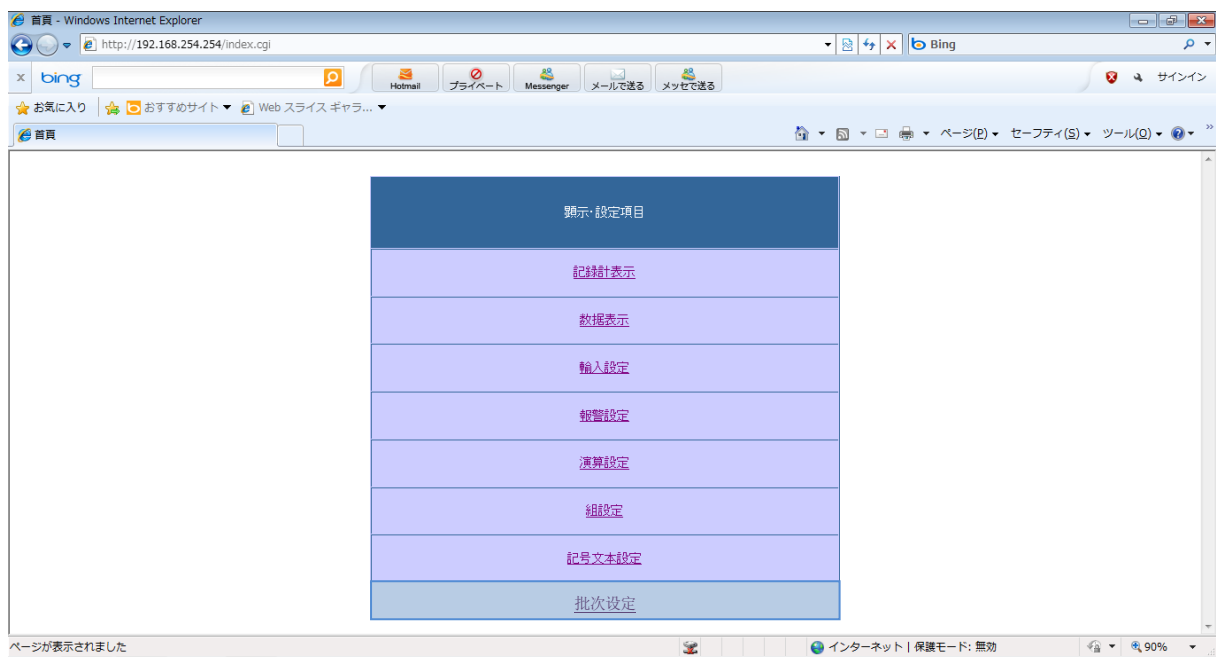 首頁 - Windows Internet Explorer
http://192.168.254.254/index.cgi
Bing
x bing
Hotmail プライベート Messenger メールで送る メッセで送る
サインイン
お気に入り おすすめサイト Web スライス ギャラ...
首頁
ページ(P) セーフティ(S) ツール(O)
顕示・設定項目
記録計表示
数据表示
輸入設定
報警設定
演算設定
組設定
記号文本設定
批次设定
ページが表示されました
インターネット | 保護モード: 無効
90%